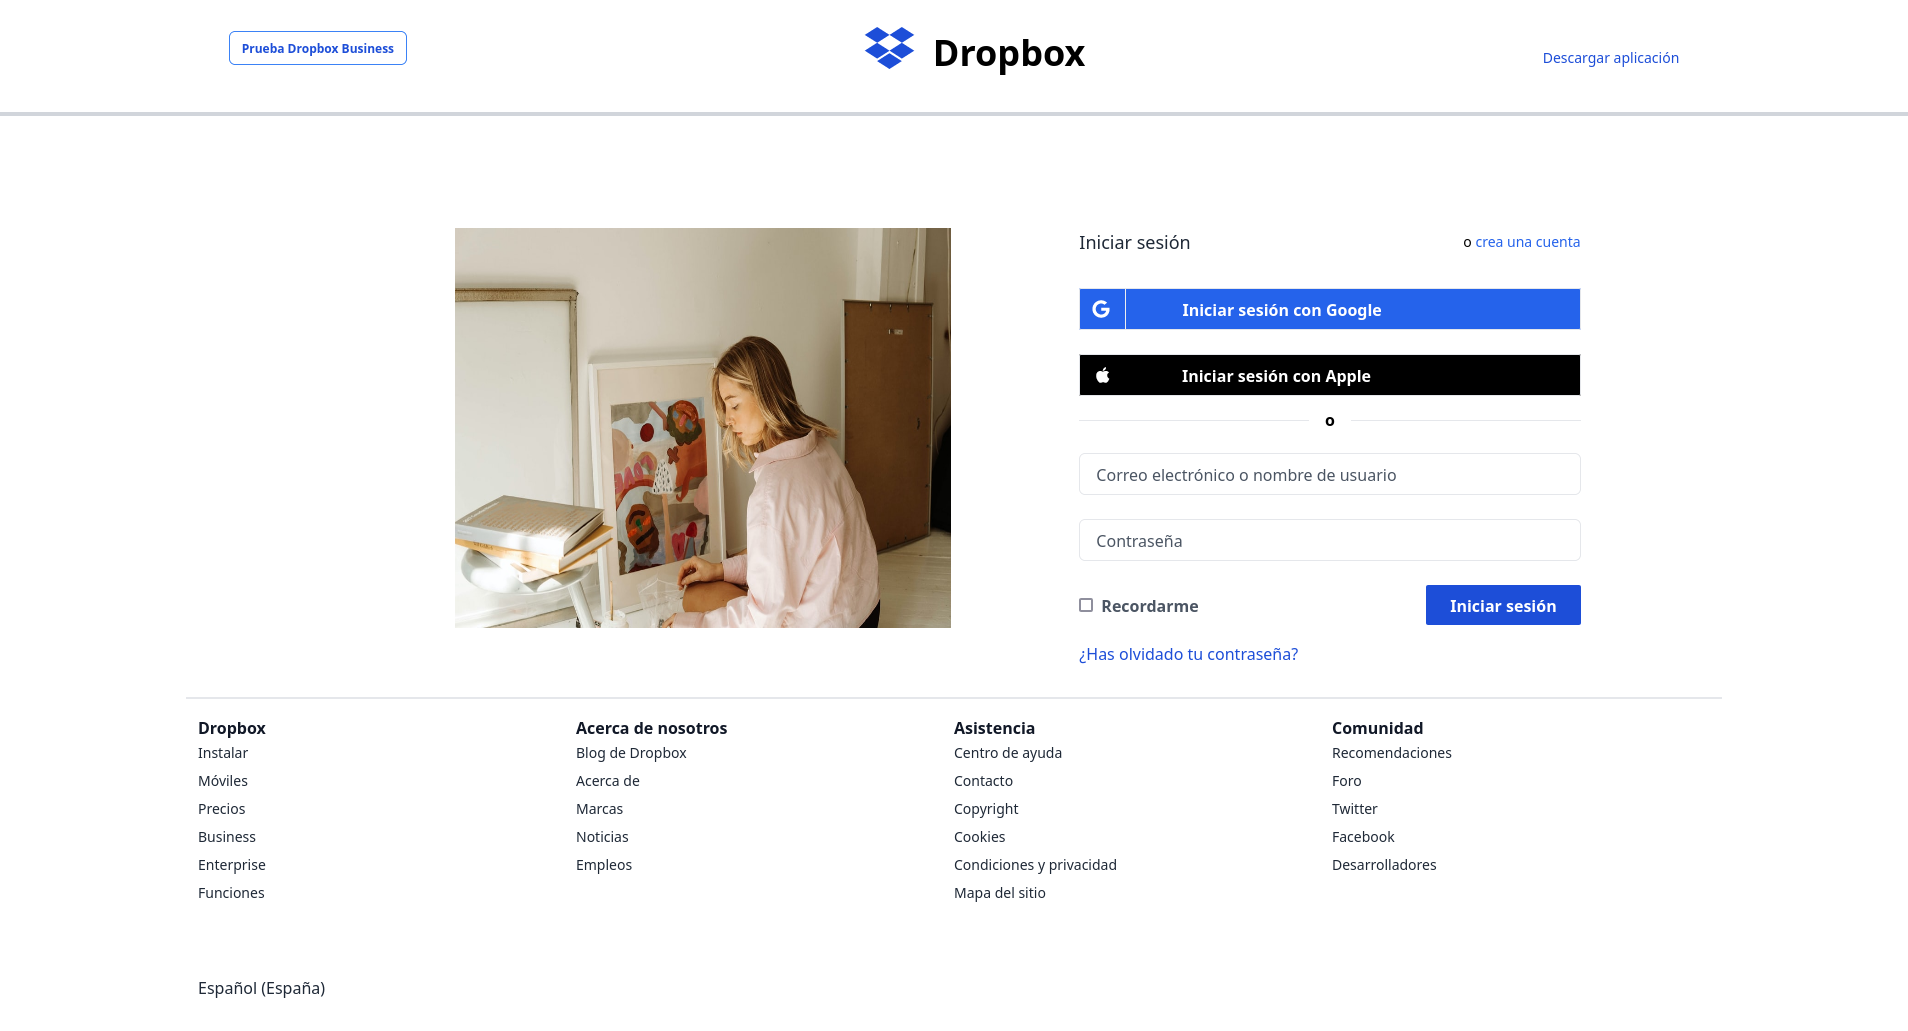 Prueba Dropbox Business
Dropbox
Descargar aplicación
Iniciar sesión
o crea una cuenta
Iniciar sesión con Google
Iniciar sesión con Apple
o
Correo electrónico o nombre de usuario
Contraseña
Recordarme
Iniciar sesión
¿Has olvidado tu contraseña?
Dropbox
Instalar
Móviles
Precios
Business
Enterprise
Funciones
Acerca de nosotros
Blog de Dropbox
Acerca de
Marcas
Noticias
Empleos
Asistencia
Centro de ayuda
Contacto
Copyright
Cookies
Condiciones y privacidad
Mapa del sitio
Comunidad
Recomendaciones
Foro
Twitter
Facebook
Desarrolladores
Español (España)